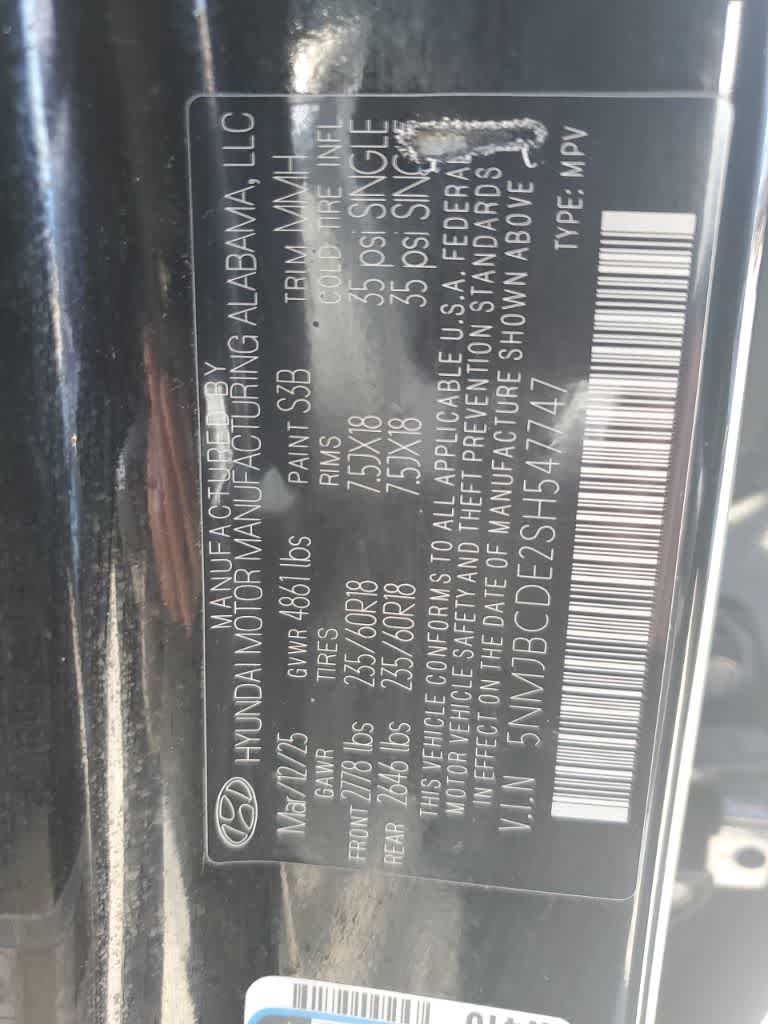 MANUFACTURED BY
HYUNDAI MOTOR MANUFACTURING ALABAMA, LLC
Mar/12/25 GVWR 4861 lbs PAINT S3B TRIM MMH
GAWR TIRES RIMS COLD TIRE INFL
FRONT 2778 lbs 235/60R18 7.5JX18 35 psi SINGLE
REAR 2646 lbs 235/60R18 7.5JX18 35 psi SINGLE
THIS VEHICLE CONFORMS TO ALL APPLICABLE U.S.A. FEDERAL
MOTOR VEHICLE SAFETY AND THEFT PREVENTION STANDARDS
IN EFFECT ON THE DATE OF MANUFACTURE SHOWN ABOVE
V.I.N 5NMJBCDE2SH547747 TYPE: MPV